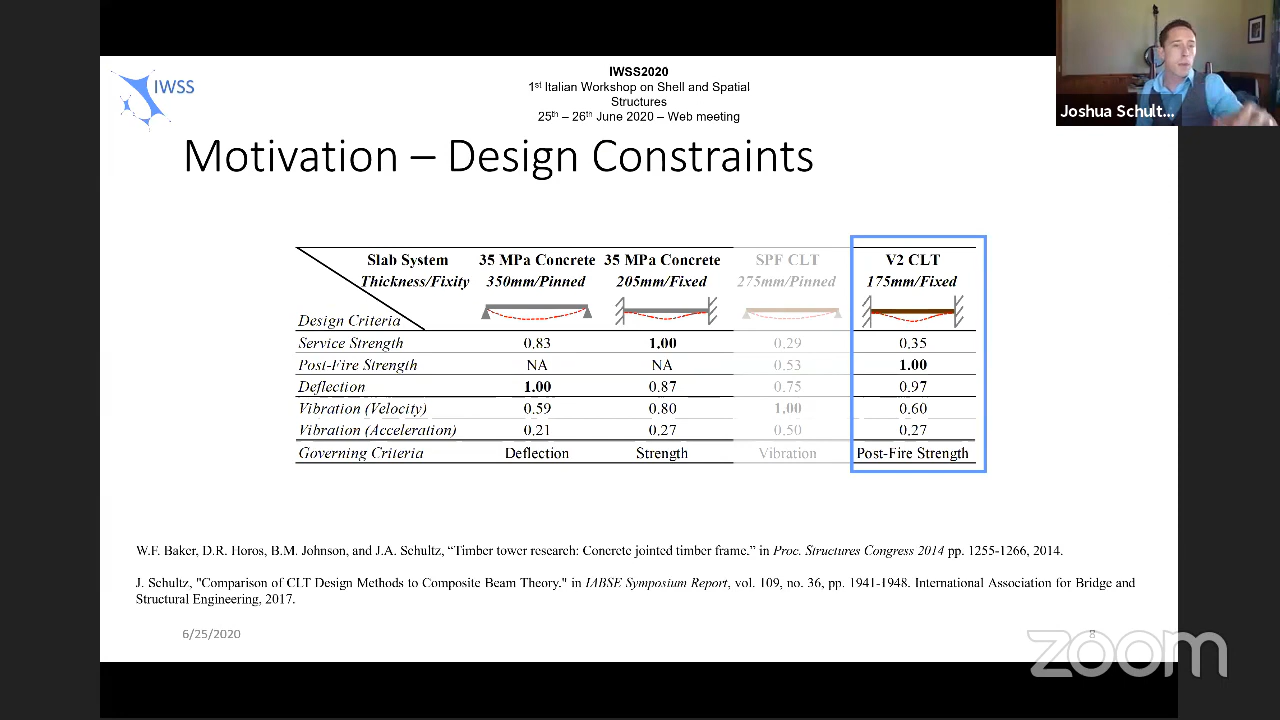 IWSS
IWSS2020
1st Italian Workshop on Shell and Spatial
Structures
25th – 26th June 2020 – Web meeting
Joshua Schult...
Motivation – Design Constraints
Slab System 35 MPa Concrete 35 MPa Concrete SPF CLT V2 CLT
Thickness/Fixity 350mm/Pinned 205mm/Fixed 275mm/Pinned 175mm/Fixed
Design Criteria
Service Strength 0.83 1.00 0.29 0.35
Post-Fire Strength NA NA 0.53 1.00
Deflection 1.00 0.87 0.75 0.97
Vibration (Velocity) 0.59 0.80 1.00 0.60
Vibration (Acceleration) 0.21 0.27 0.50 0.27
Governing Criteria Deflection Strength Vibration Post-Fire Strength
W.F. Baker, D.R. Horos, B.M. Johnson, and J.A. Schultz, “Timber tower research: Concrete jointed timber frame.” in Proc. Structures Congress 2014 pp. 1255-1266, 2014.
J. Schultz, "Comparison of CLT Design Methods to Composite Beam Theory." in IABSE Symposium Report, vol. 109, no. 36, pp. 1941-1948. International Association for Bridge and
Structural Engineering, 2017.
6/25/2020
zoom